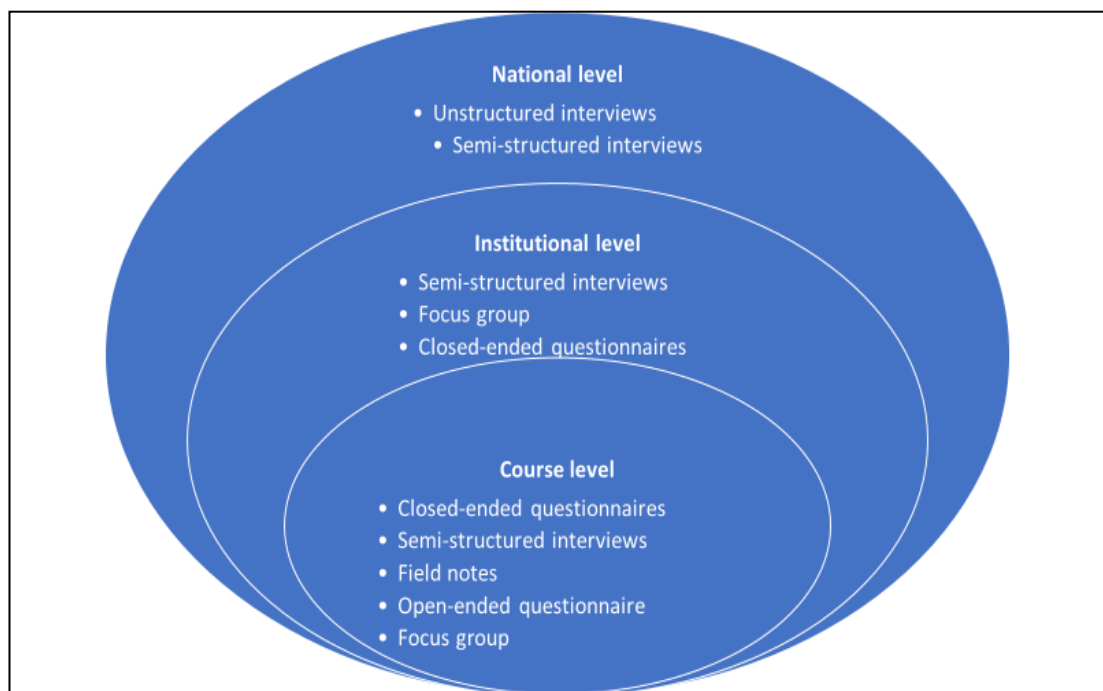 National level
• Unstructured interviews
• Semi-structured interviews
Institutional level
• Semi-structured interviews
• Focus group
• Closed-ended questionnaires
Course level
• Closed-ended questionnaires
• Semi-structured interviews
• Field notes
• Open-ended questionnaire
• Focus group